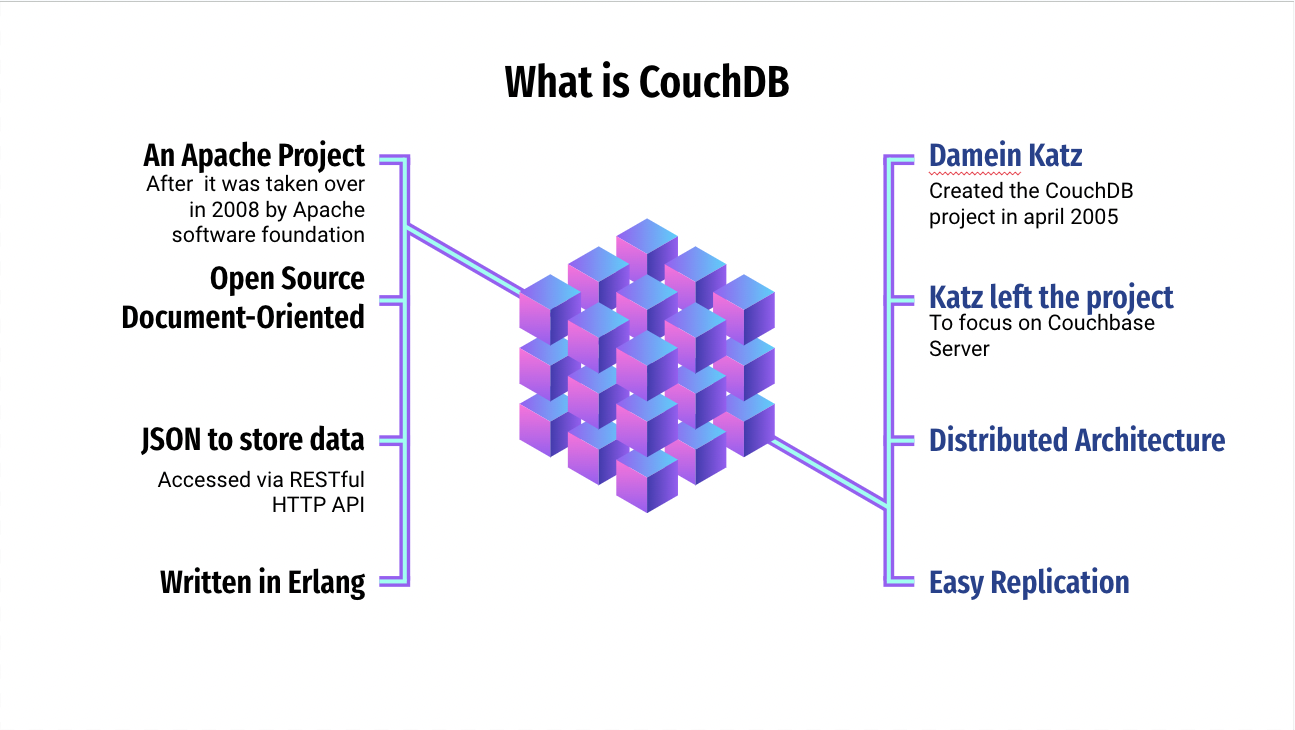 What is CouchDB
An Apache Project
After  it was taken over
in 2008 by Apache
software foundation
Open Source
Document-Oriented
JSON to store data
Accessed via RESTful
HTTP API
Written in Erlang
Damein Katz
Created the CouchDB
project in april 2005
Katz left the project
To focus on Couchbase
Server
Distributed Architecture
Easy Replication